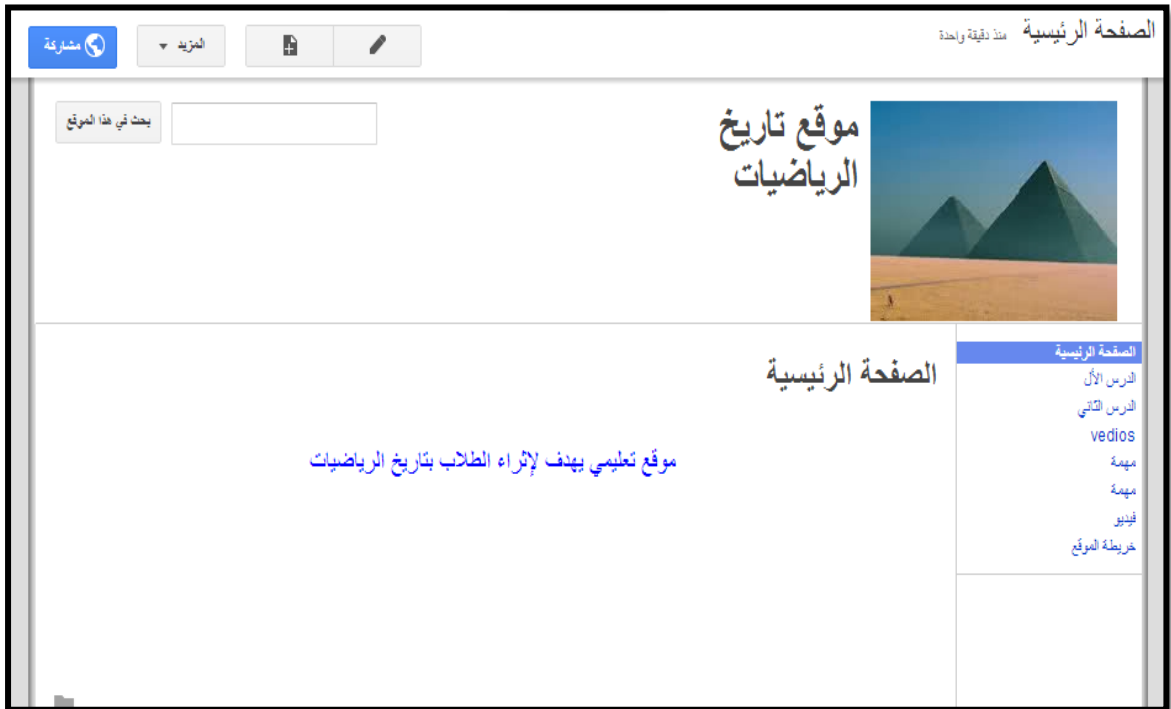 الصفحة الرئيسية منذ دقيقة واحدة
المزيد
مشاركة
موقع تاريخ
الرياضيات
بحث في هذا الموقع
الصفحة الرئيسية
الدرس الأل
الدرس الثاني
vedios
مهمة
مهمة
فيديو
خريطة الموقع
الصفحة الرئيسية
موقع تعليمي يهدف لإثراء الطلاب بتاريخ الرياضيات